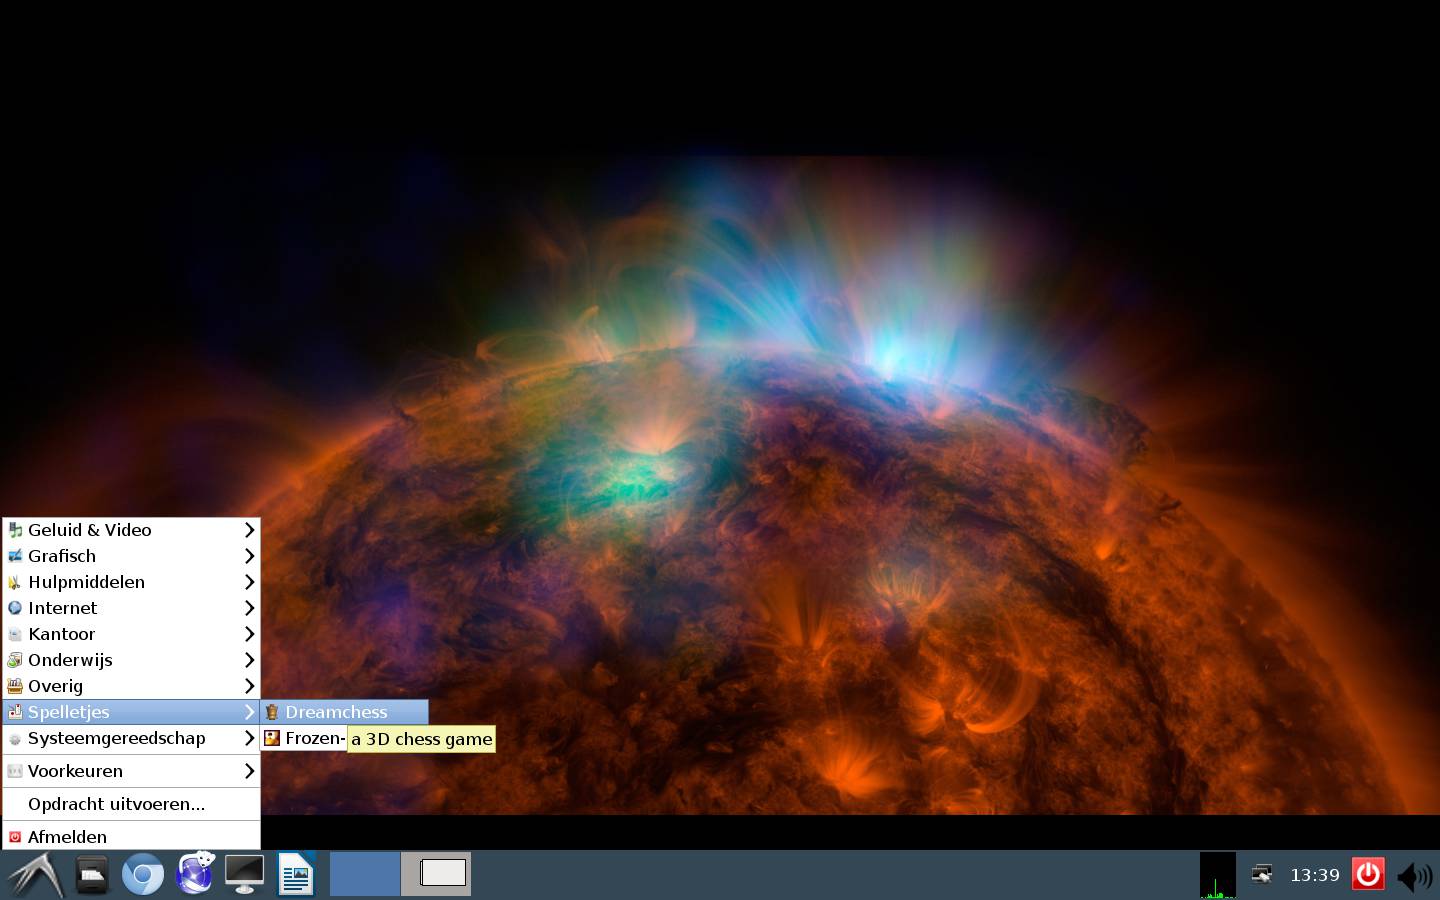 Geluid & Video
Grafisch
Hulpmiddelen
Internet
Kantoor
Onderwijs
Overig
Spelletjes
Dreamchess
Systeemgereedschap
Frozen-
a 3D chess game
Voorkeuren
Opdracht uitvoeren...
Afmelden
13:39